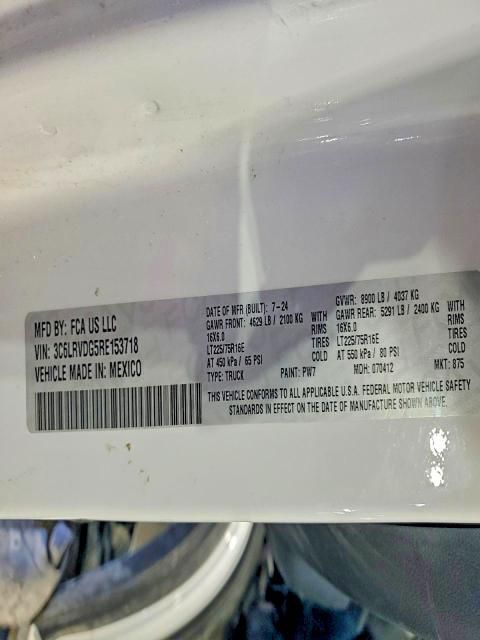 MFD BY: FCA US LLC
VIN: 3C6LRVDG5RE153718
VEHICLE MADE IN: MEXICO
DATE OF MFR (BUILT): 7-24 GVWR: 8900 LB / 4037 KG
GAWR FRONT: 4629 LB / 2100 KG WITH GAWR REAR: 5291 LB / 2400 KG WITH
16X6.0 RIMS 16X6.0 RIMS
LT225/75R16E TIRES LT225/75R16E TIRES
AT 450 kPa / 65 PSI AT 550 kPa / 80 PSI
TYPE: TRUCK PAINT: PW7 MDH: 070412 MKT: 875
THIS VEHICLE CONFORMS TO ALL APPLICABLE U.S.A. FEDERAL MOTOR VEHICLE SAFETY
STANDARDS IN EFFECT ON THE DATE OF MANUFACTURE SHOWN ABOVE.